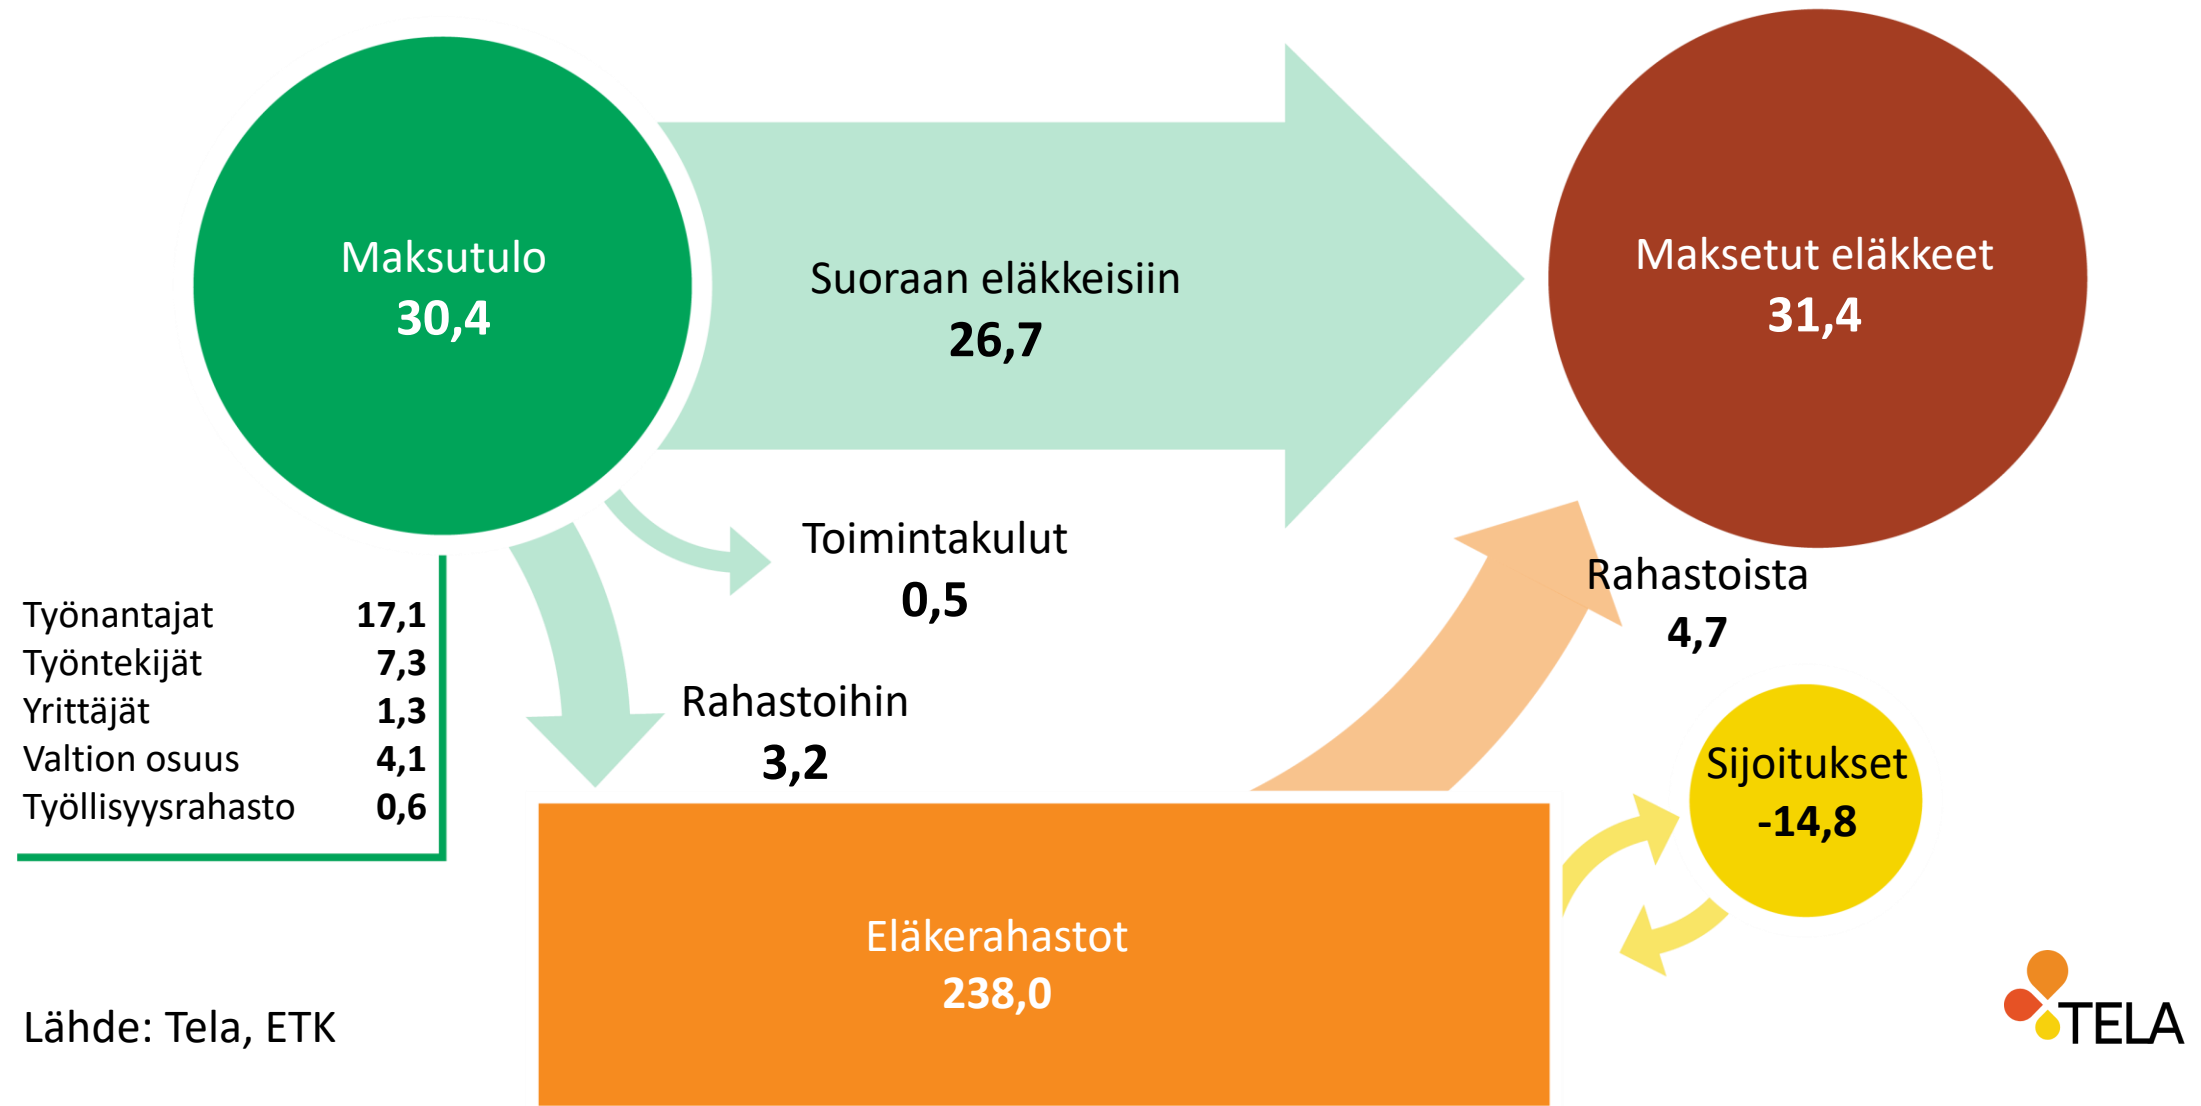 Maksutulo
30,4
Suoraan eläkkeisiin
26,7
Maksetut eläkkeet
31,4
Toimintakulut
0,5
Rahastoista
4,7
Työnantajat 17,1
Työntekijät 7,3
Yrittäjät 1,3
Valtion osuus 4,1
Työllisyysrahasto 0,6
Rahastoihin
3,2
Sijoitukset
-14,8
Eläkerahastot
238,0
Lähde: Tela, ETK
TELA